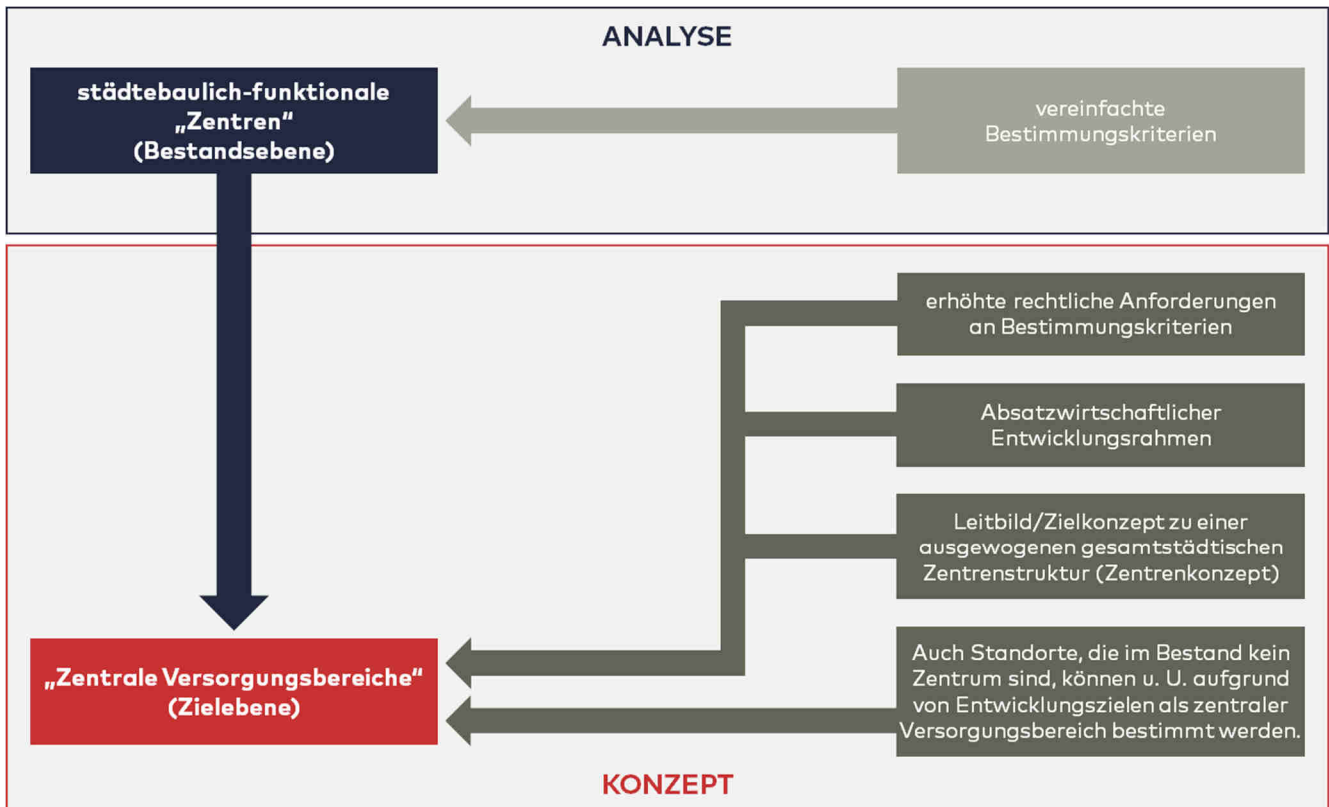 ANALYSE
städtebaulich-funktionale
„Zentren“
(Bestandsebene)
vereinfachte
Bestimmungskriterien
erhöhte rechtliche Anforderungen
an Bestimmungskriterien
Absatzwirtschaftlicher
Entwicklungsrahmen
Leitbild/Zielkonzept zu einer
ausgewogenen gesamtstädtischen
Zentrenstruktur (Zentrenkonzept)
„Zentrale Versorgungsbereiche“
(Zielebene)
Auch Standorte, die im Bestand kein
Zentrum sind, können u. U. aufgrund
von Entwicklungszielen als zentraler
Versorgungsbereich bestimmt werden.
KONZEPT